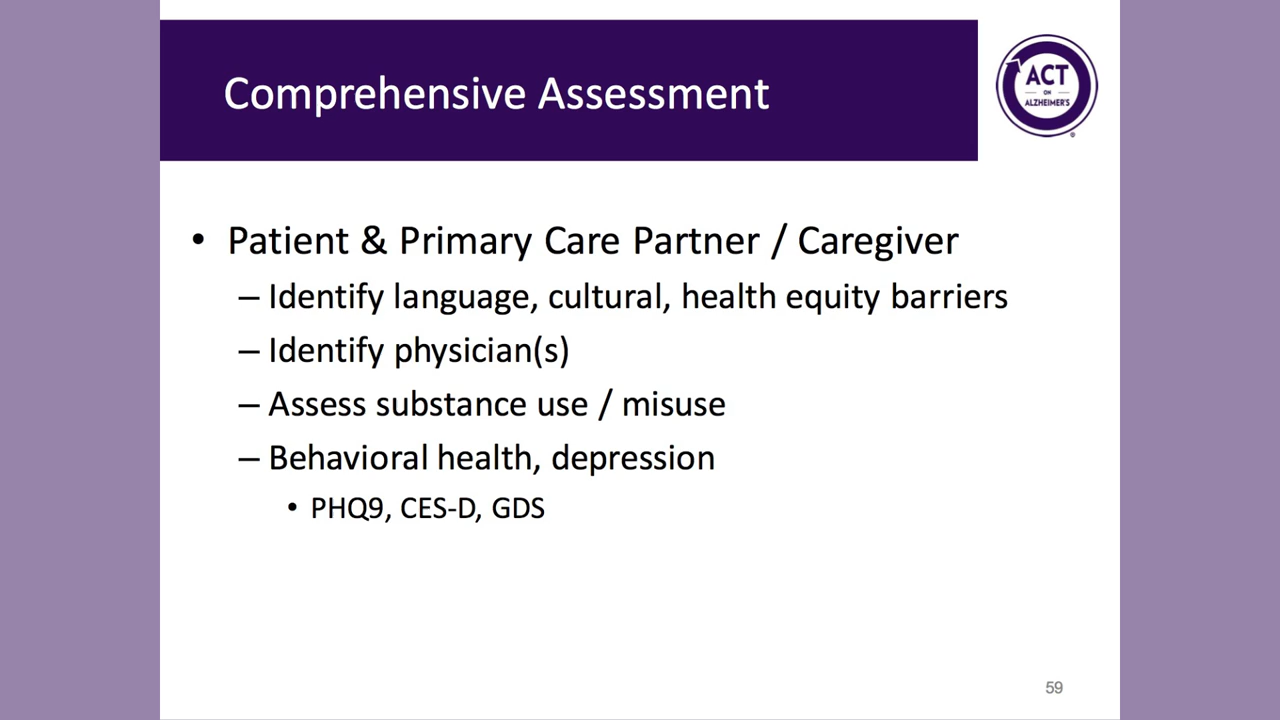 Comprehensive Assessment
ACT
ON
ALZHEIMER'S
®
• Patient & Primary Care Partner / Caregiver
– Identify language, cultural, health equity barriers
– Identify physician(s)
– Assess substance use / misuse
– Behavioral health, depression
• PHQ9, CES-D, GDS
59